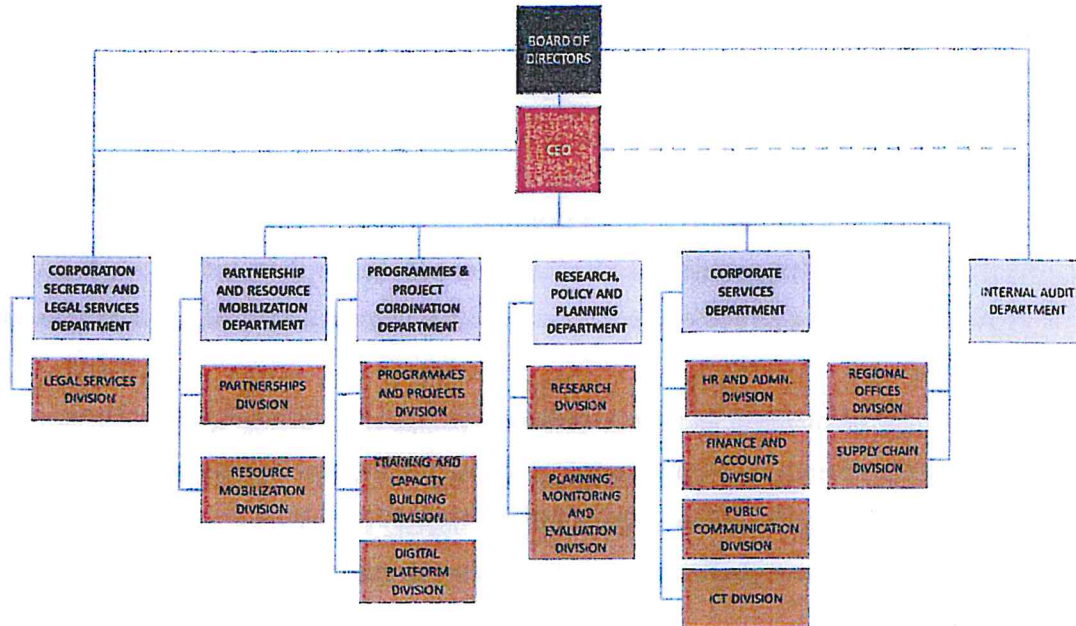 BOARD OF
DIRECTORS
CEO
CORPORATION
SECRETARY AND
LEGAL SERVICES
DEPARTMENT
PARTNERSHIP
AND RESOURCE
MOBILIZATION
DEPARTMENT
PROGRAMMES &
PROJECT
CORDINATION
DEPARTMENT
RESEARCH,
POLICY AND
PLANNING
DEPARTMENT
CORPORATE
SERVICES
DEPARTMENT
INTERNAL AUDIT
DEPARTMENT
LEGAL SERVICES
DIVISION
PARTNERSHIPS
DIVISION
PROGRAMMES
AND PROJECTS
DIVISION
RESEARCH
DIVISION
HR AND ADMN.
DIVISION
REGIONAL
OFFICES
DIVISION
RESOURCE
MOBILIZATION
DIVISION
TRAINING AND
CAPACITY
BUILDING
DIVISION
PLANNING,
MONITORING
AND
EVALUATION
DIVISION
FINANCE AND
ACCOUNTS
DIVISION
SUPPLY CHAIN
DIVISION
PUBLIC
COMMUNICATION
DIVISION
DIGITAL
PLATFORM
DIVISION
ICT DIVISION